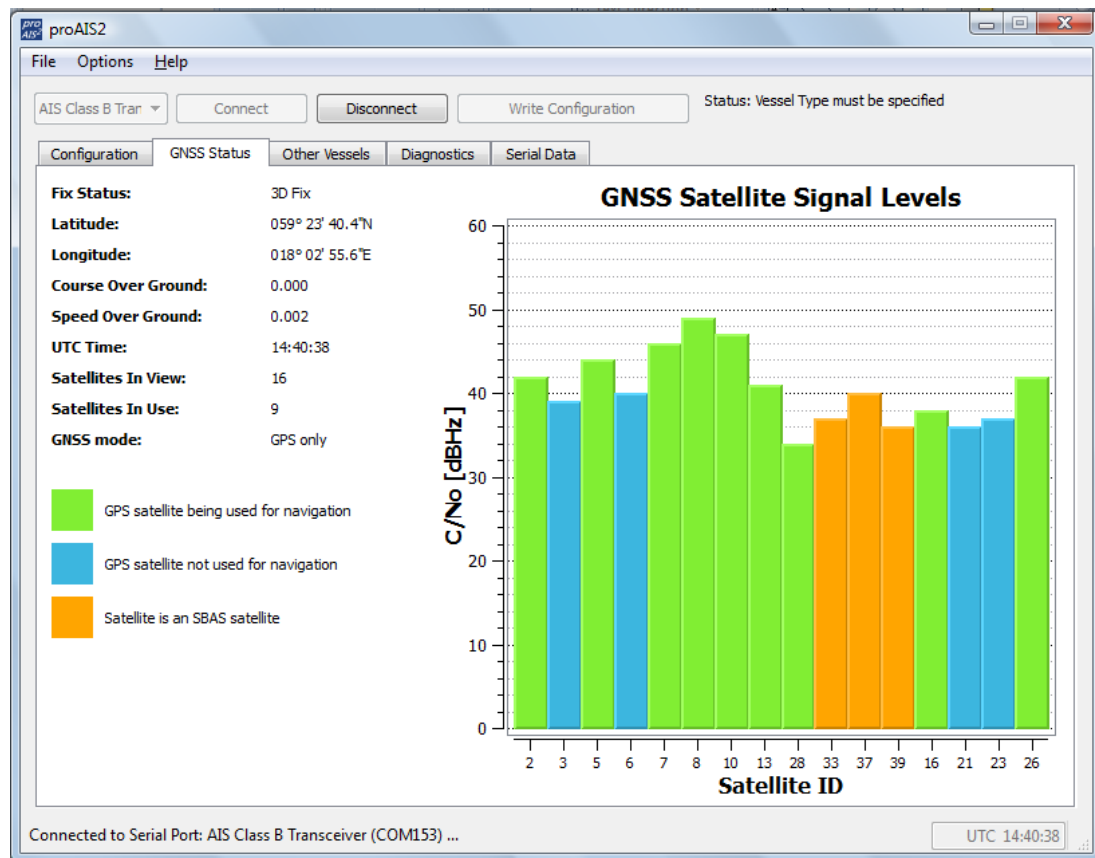 pro
AIS2
proAIS2
File Options Help
AIS Class B Tran Connect Disconnect Write Configuration Status: Vessel Type must be specified
Configuration GNSS Status Other Vessels Diagnostics Serial Data
Fix Status: 3D Fix
Latitude: 059° 23' 40.4"N
Longitude: 018° 02' 55.6"E
Course Over Ground: 0.000
Speed Over Ground: 0.002
UTC Time: 14:40:38
Satellites In View: 16
Satellites In Use: 9
GNSS mode: GPS only
GPS satellite being used for navigation
GPS satellite not used for navigation
Satellite is an SBAS satellite
GNSS Satellite Signal Levels
60
50
40
30
20
10
0
C/No [dBHz]
2 3 5 6 7 8 10 13 28 33 37 39 16 21 23 26
Satellite ID
Connected to Serial Port: AIS Class B Transceiver (COM153) ... UTC 14:40:38